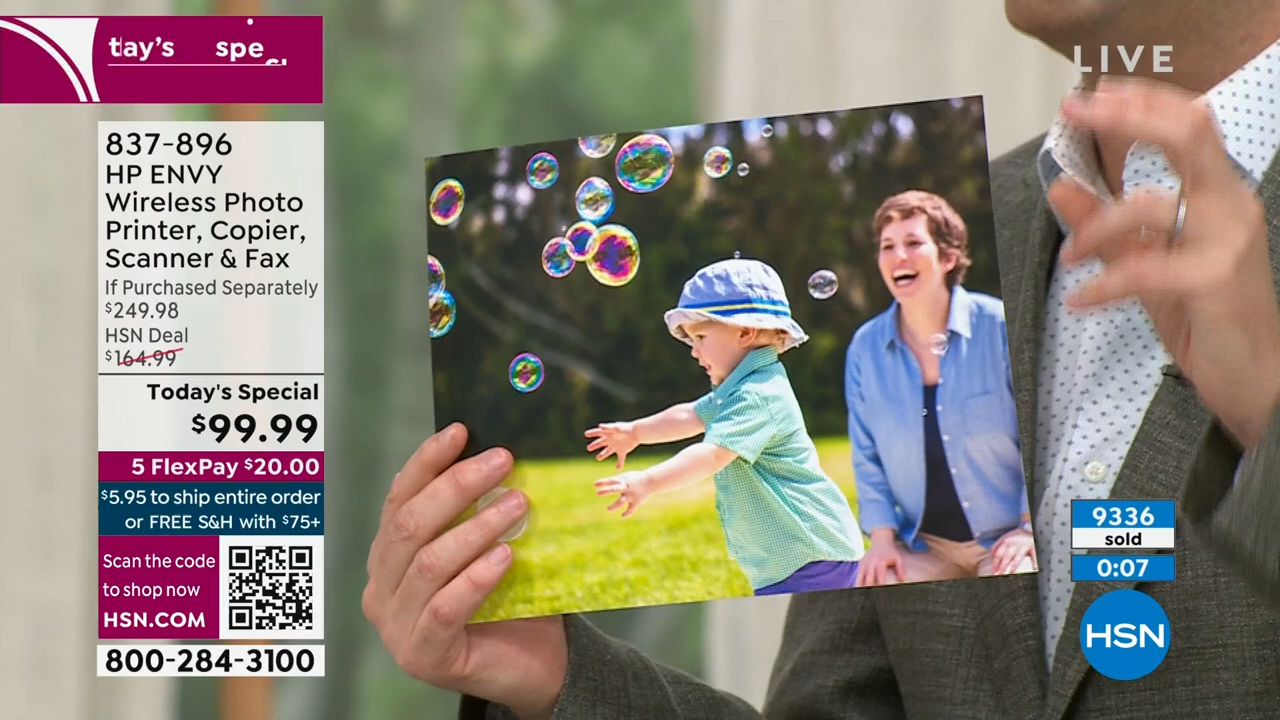 tday's spe
LIVE
837-896
HP ENVY
Wireless Photo
Printer, Copier,
Scanner & Fax
If Purchased Separately
$249.98
HSN Deal
$164.99
Today's Special
$99.99
5 FlexPay $20.00
$5.95 to ship entire order
or FREE S&H with $75+
Scan the code
to shop now
HSN.COM
800-284-3100
9336
sold
0:07
HSN